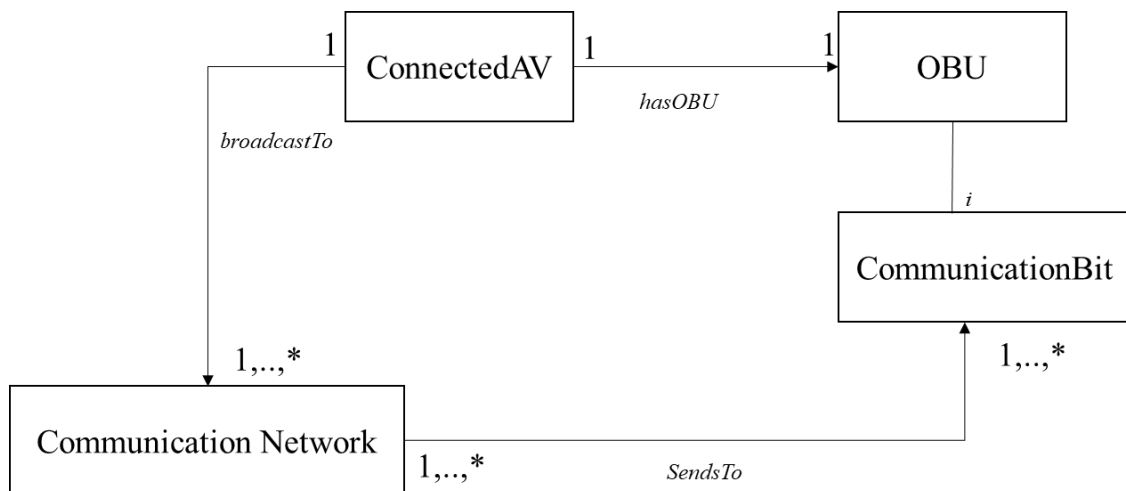 1
ConnectedAV
1
1
OBU
hasOBU
broadcastTo
i
CommunicationBit
1,..,*
1,..,*
Communication Network
1,..,*
SendsTo